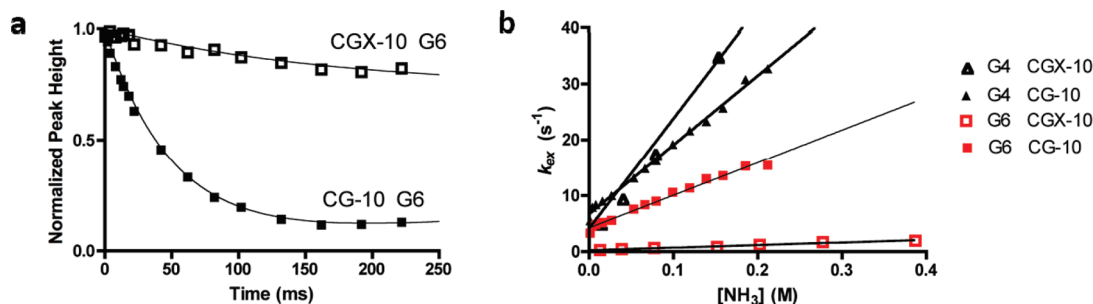 a
1.0
0.5
0.0
Normalized Peak Height
CGX-10 G6
CG-10 G6
0 50 100 150 200 250
Time (ms)
b
40
30
20
10
0
kex (s-1)
0.0 0.1 0.2 0.3 0.4
[NH3] (M)
G4 CGX-10
G4 CG-10
G6 CGX-10
G6 CG-10